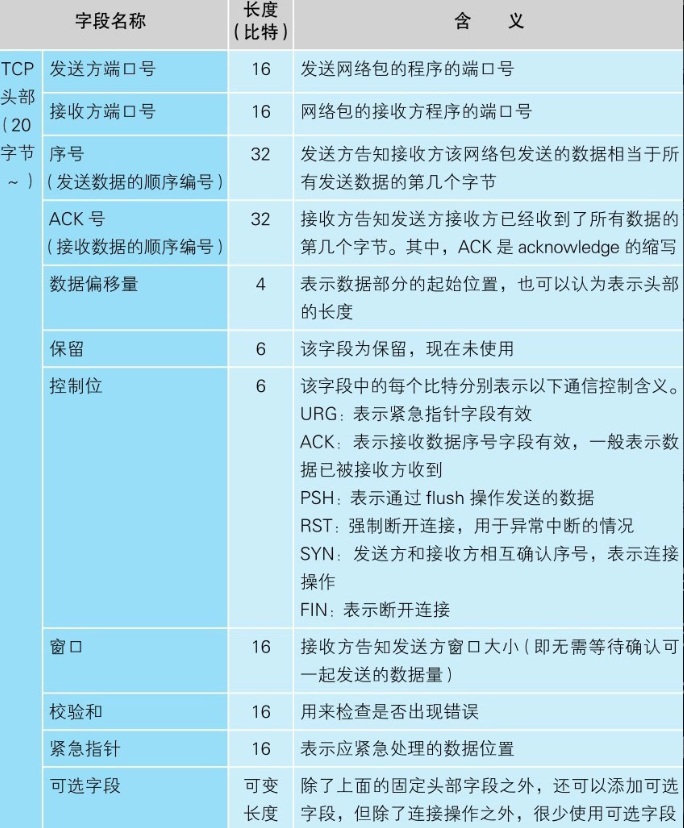 字段名称
长度
(比特)
含 义
TCP
头部
(20
字节
~)
发送方端口号
16
发送网络包的程序的端口号
接收方端口号
16
网络包的接收方程序的端口号
序号
(发送数据的顺序编号)
32
发送方告知接收方该网络包发送的数据相当于所
有发送数据的第几个字节
ACK 号
(接收数据的顺序编号)
32
接收方告知发送方接收方已经收到了所有数据的
第几个字节。其中，ACK 是 acknowledge 的缩写
数据偏移量
4
表示数据部分的起始位置，也可以认为表示头部
的长度
保留
6
该字段为保留，现在未使用
控制位
6
该字段中的每个比特分别表示以下通信控制含义。
URG：表示紧急指针字段有效
ACK：表示接收数据序号字段有效，一般表示数
据已被接收方收到
PSH：表示通过 flush 操作发送的数据
RST：强制断开连接，用于异常中断的情况
SYN：发送方和接收方相互确认序号，表示连接
操作
FIN：表示断开连接
窗口
16
接收方告知发送方窗口大小（即无需等待确认可
一起发送的数据量）
校验和
16
用来检查是否出现错误
紧急指针
16
表示应紧急处理的数据位置
可选字段
可变
长度
除了上面的固定头部字段之外，还可以添加可选
字段，但除了连接操作之外，很少使用可选字段